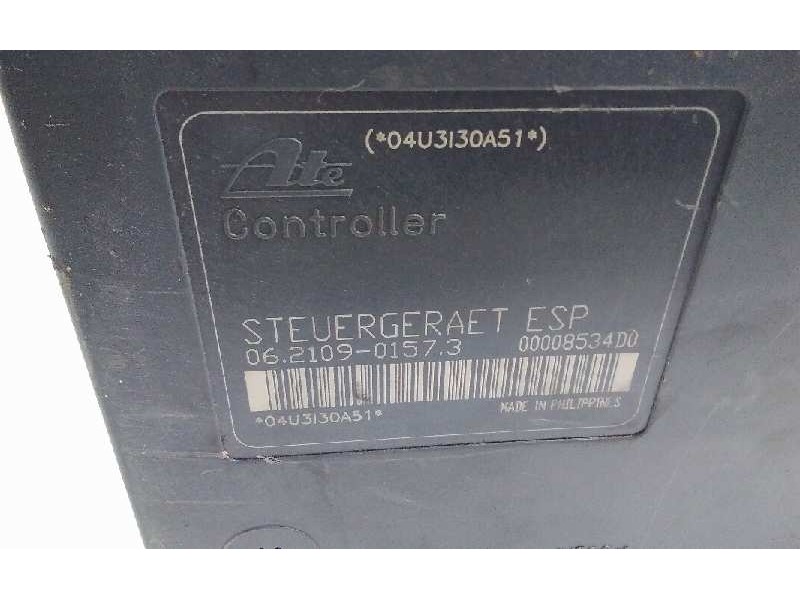 (*04U3I30A51*)
Ate
Controller
STEUERGERAET ESP
06.2109-0157.3 00008534D0
*04U3I30A51* MADE IN PHILIPPINES